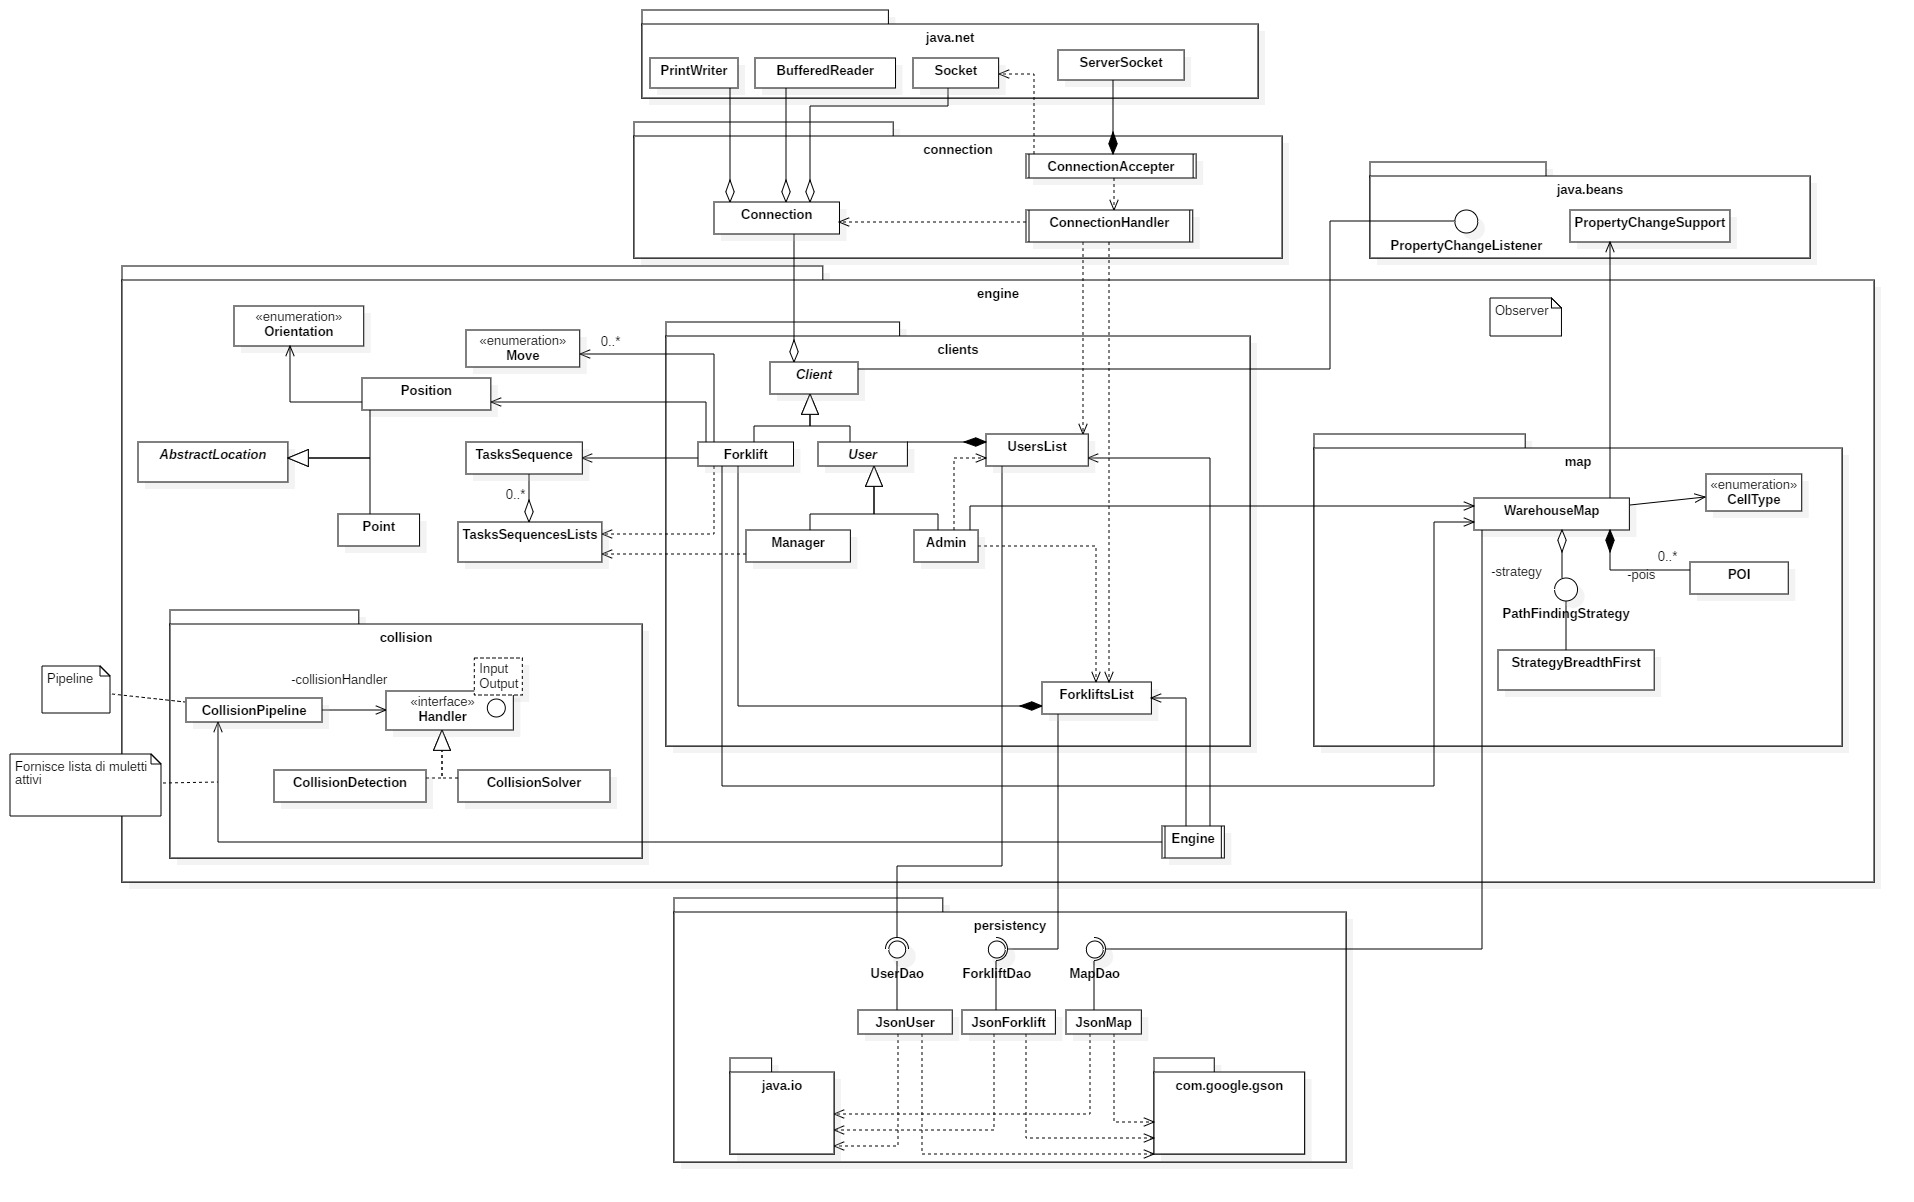 java.net
PrintWriter
BufferedReader
Socket
ServerSocket
connection
ConnectionAccepter
Connection
ConnectionHandler
java.beans
PropertyChangeListener
PropertyChangeSupport
engine
Observer
«enumeration»
Orientation
«enumeration»
Move
0..*
Position
AbstractLocation
TasksSequence
0..*
Point
TasksSequencesLists
clients
Client
Forklift
User
UsersList
Manager
Admin
ForkliftsList
map
WarehouseMap
«enumeration»
CellType
-strategy
0..*
-pois
POI
PathFindingStrategy
StrategyBreadthFirst
collision
Pipeline
-collisionHandler
Input
Output
CollisionPipeline
«interface»
Handler
Fornisce lista di muletti
attivi
CollisionDetection
CollisionSolver
Engine
persistency
UserDao
ForkliftDao
MapDao
JsonUser
JsonForklift
JsonMap
java.io
com.google.gson